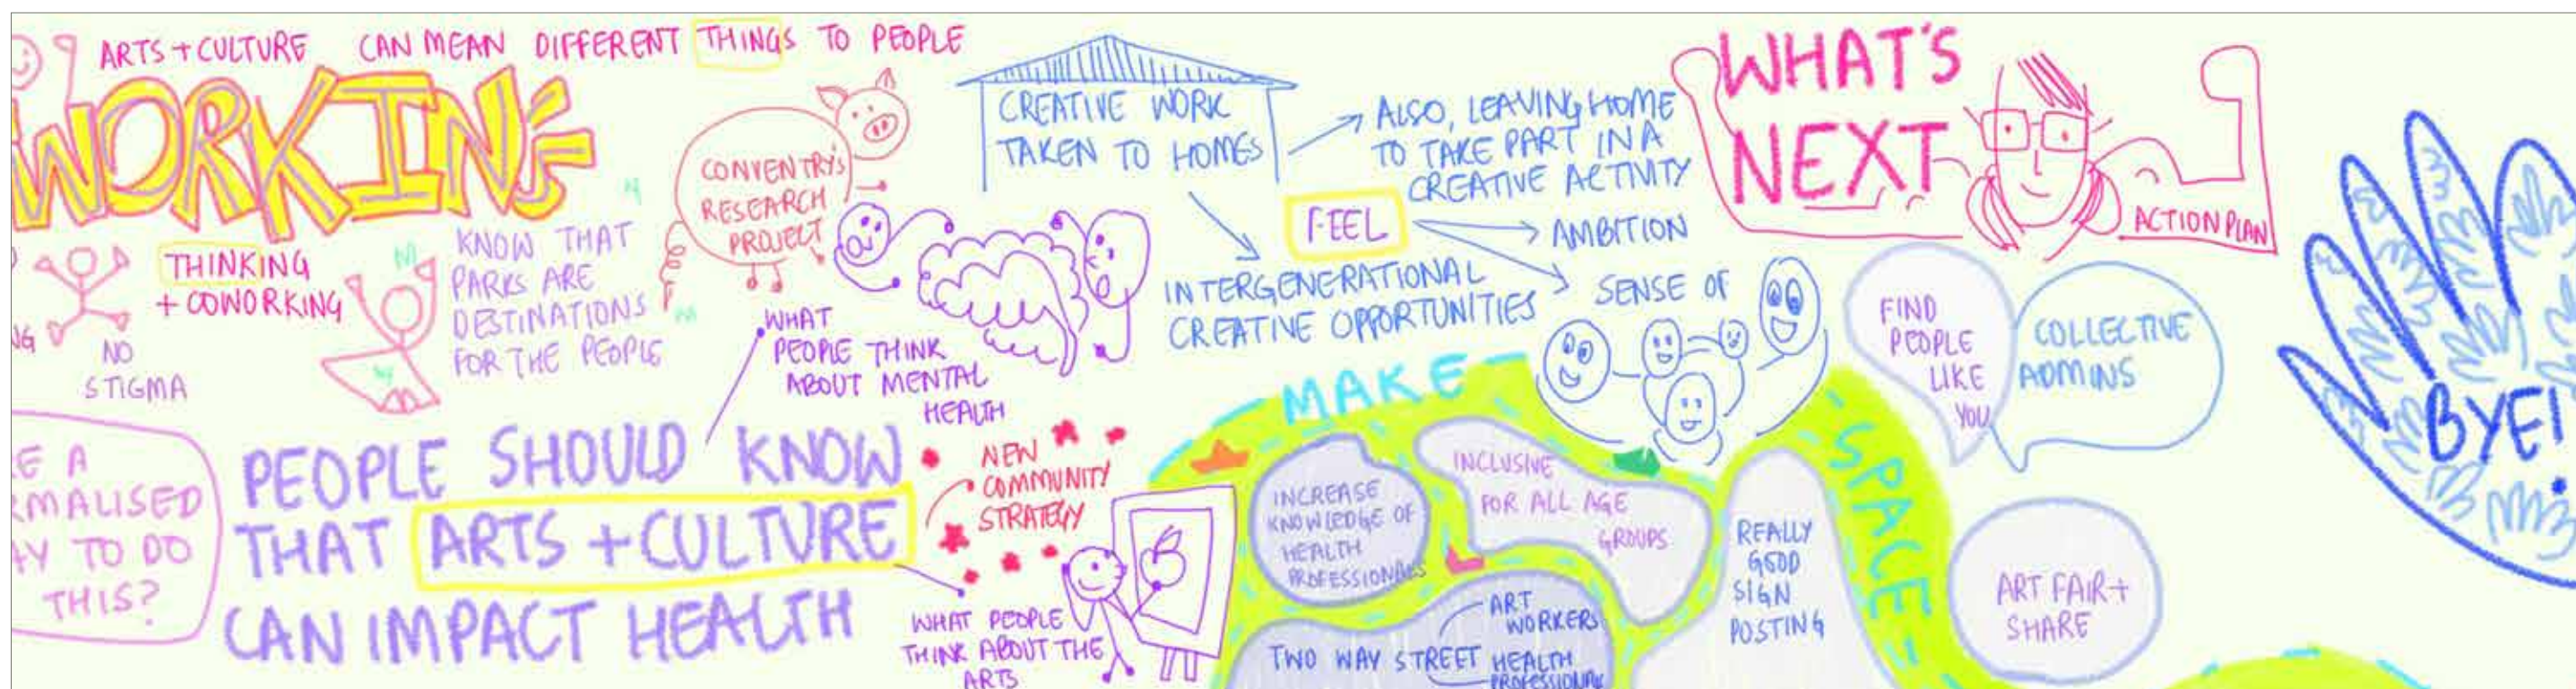 ARTS + CULTURE CAN MEAN DIFFERENT THINGS TO PEOPLE
WORKING
THINKING
+ COWORKING
NO
STIGMA
KNOW THAT
PARKS ARE
DESTINATIONS
FOR THE PEOPLE
CONVENTRY'S
RESEARCH
PROJECT
WHAT
PEOPLE THINK
ABOUT MENTAL
HEALTH
PEOPLE SHOULD KNOW
THAT ARTS + CULTURE
CAN IMPACT HEALTH
TO DO
THIS?
NEW
COMMUNITY
STRATEGY
WHAT PEOPLE
THINK ABOUT THE
ARTS
CREATIVE WORK
TAKEN TO HOMES
ALSO, LEAVING HOME
TO TAKE PART IN A
CREATIVE ACTIVITY
FEEL
AMBITION
SENSE OF
INTERGENERATIONAL
CREATIVE OPPORTUNITIES
WHAT'S
NEXT
ACTION PLAN
FIND
PEOPLE
LIKE
YOU
COLLECTIVE
ADMINS
MAKE
SPACE
INCREASE
KNOWLEDGE OF
HEALTH
PROFESSIONALS
INCLUSIVE
FOR ALL AGE
GROUPS
REALLY
GOOD
SIGN
POSTING
TWO WAY STREET
ART
WORKERS
HEALTH
PROFESSIONALS
ART FAIR +
SHARE
BYE!